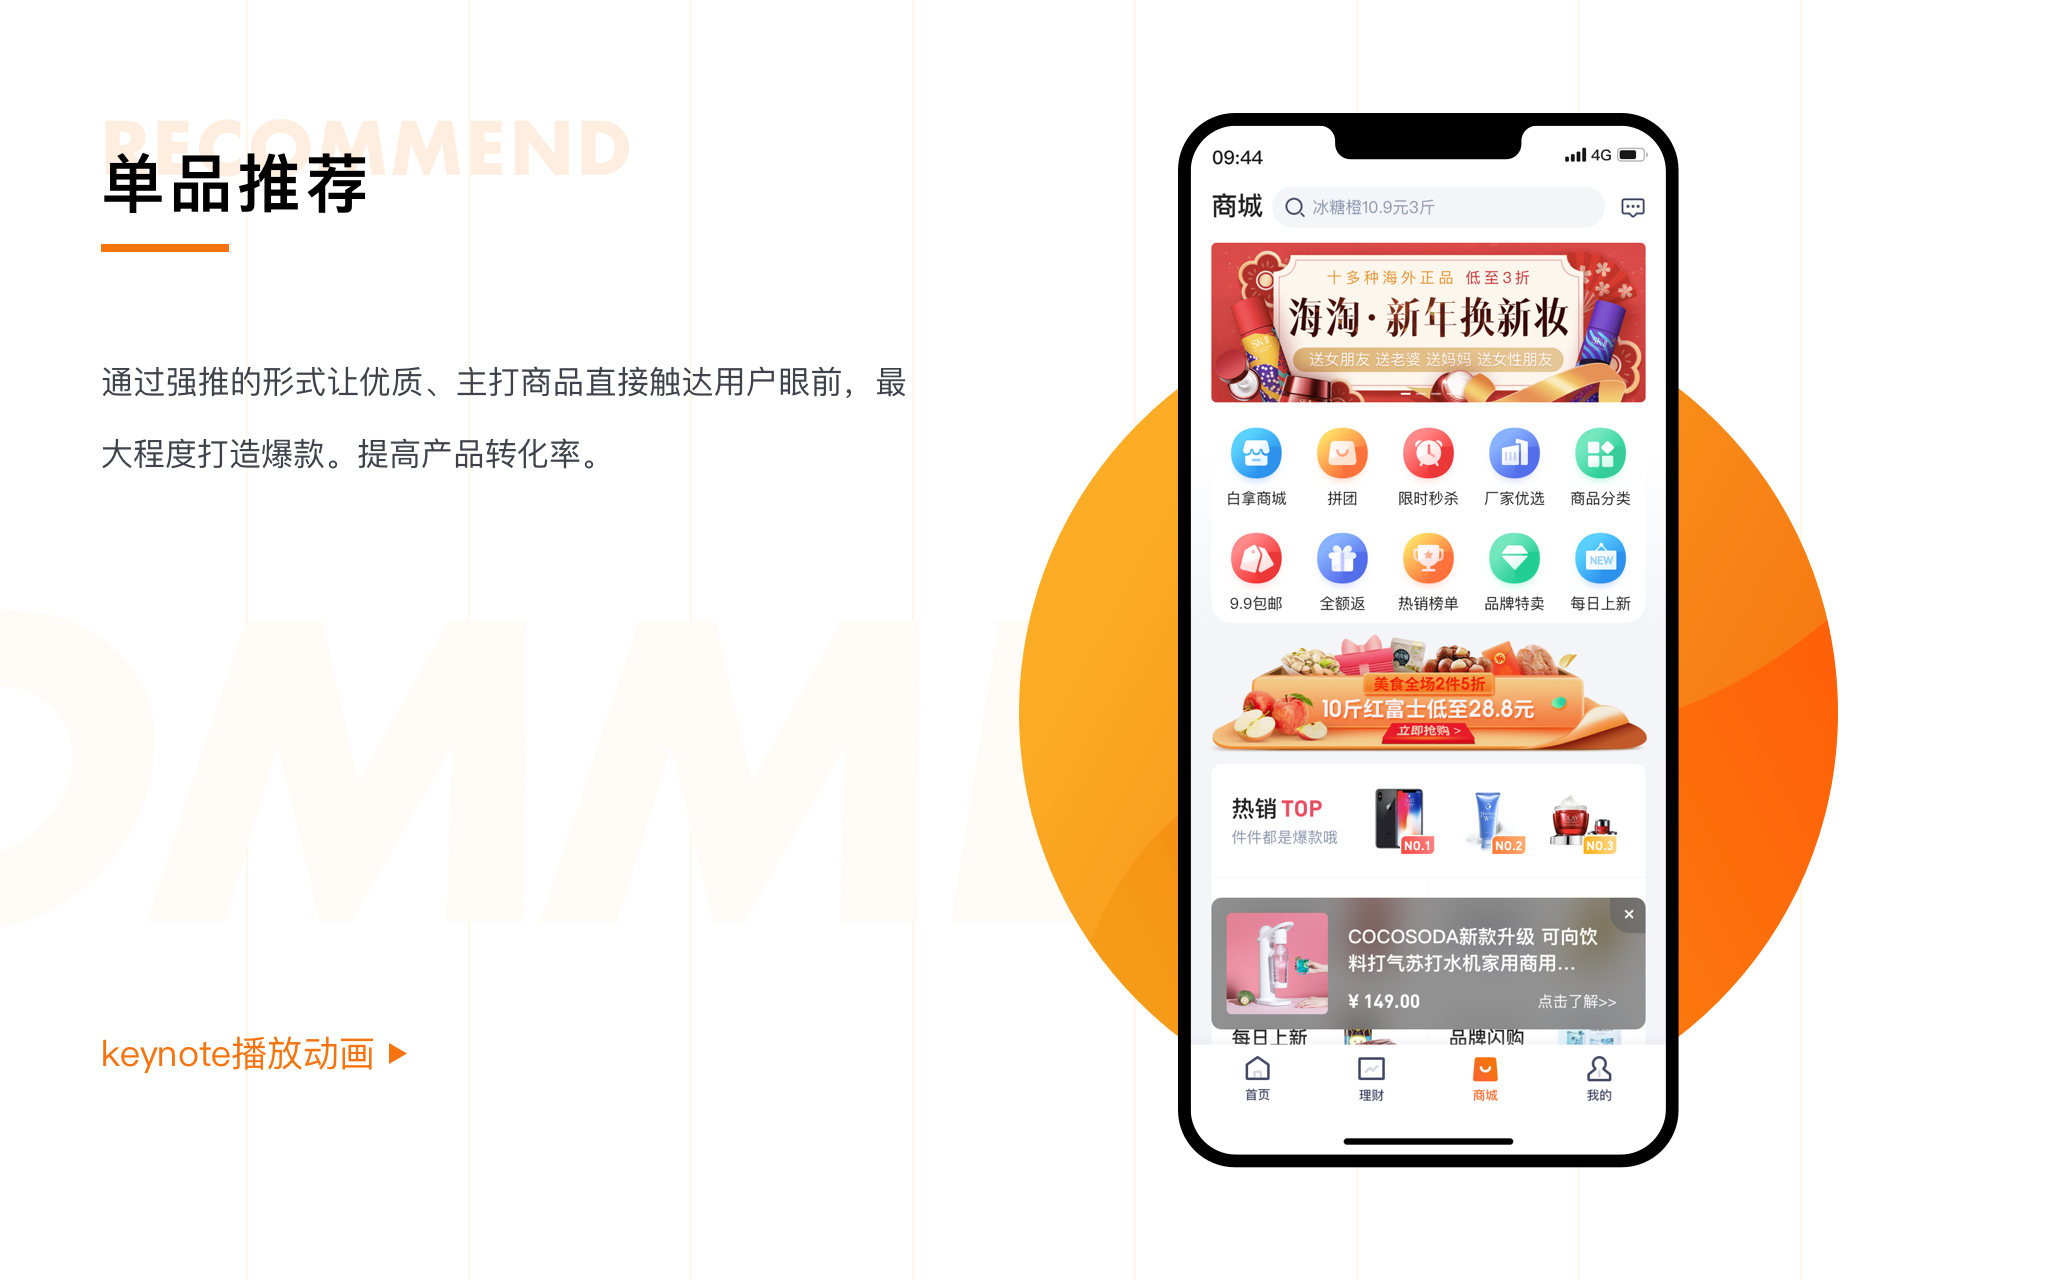 RECOMMEND
单品推荐
通过强推的形式让优质、主打商品直接触达用户眼前，最
大程度打造爆款。提高产品转化率。
OMME
keynote播放动画
09:44
4G
商城
冰糖橙10.9元3斤
十多种海外正品 低至3折
海淘·新年换新妆
送女朋友 送老婆 送妈妈 送女性朋友
SK-II
SK-II
白拿商城 拼团 限时秒杀 厂家优选 商品分类
NEW
9.9包邮 全额返 热销榜单 品牌特卖 每日上新
美食全场2件5折
10斤红富士低至28.8元
立即抢购 >
热销TOP
件件都是爆款哦
NO.1 NO.2 NO.3
COCOSODA新款升级 可向饮
料打气苏打水机家用商用...
¥ 149.00
点击了解>>
每日上新 品牌闪购
首页 理财 商城 我的